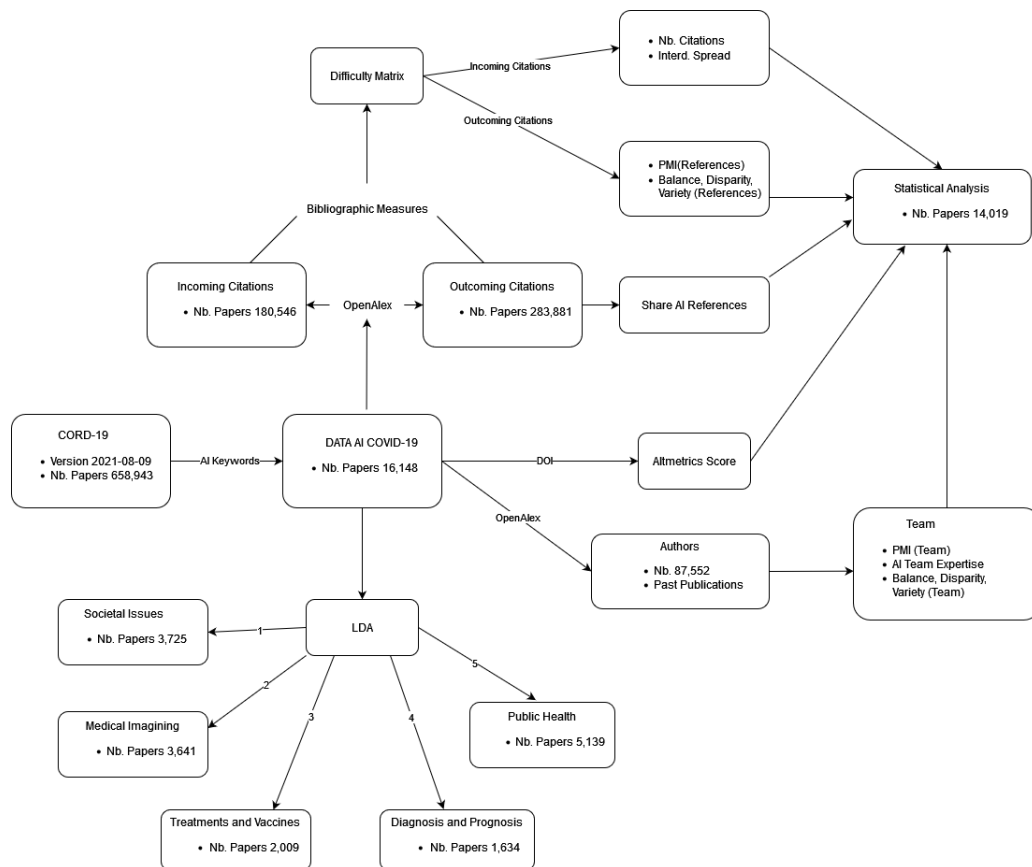 Nb. Citations
Interd. Spread
Incoming Citations
Difficulty Matrix
Outcoming Citations
PMI(References)
Balance, Disparity,
Variety (References)
Statistical Analysis
Nb. Papers 14,019
Bibliographic Measures
Incoming Citations
Nb. Papers 180,546
OpenAlex
Outcoming Citations
Nb. Papers 283,881
Share AI References
CORD-19
Version 2021-08-09
Nb. Papers 658,943
AI Keywords
DATA AI COVID-19
Nb. Papers 16,148
DOI
Altmetrics Score
OpenAlex
Authors
Nb. 87,552
Past Publications
Team
PMI (Team)
AI Team Expertise
Balance, Disparity,
Variety (Team)
Societal Issues
Nb. Papers 3,725
1
LDA
5
2
3
4
Medical Imagining
Nb. Papers 3,641
Public Health
Nb. Papers 5,139
Treatments and Vaccines
Nb. Papers 2,009
Diagnosis and Prognosis
Nb. Papers 1,634